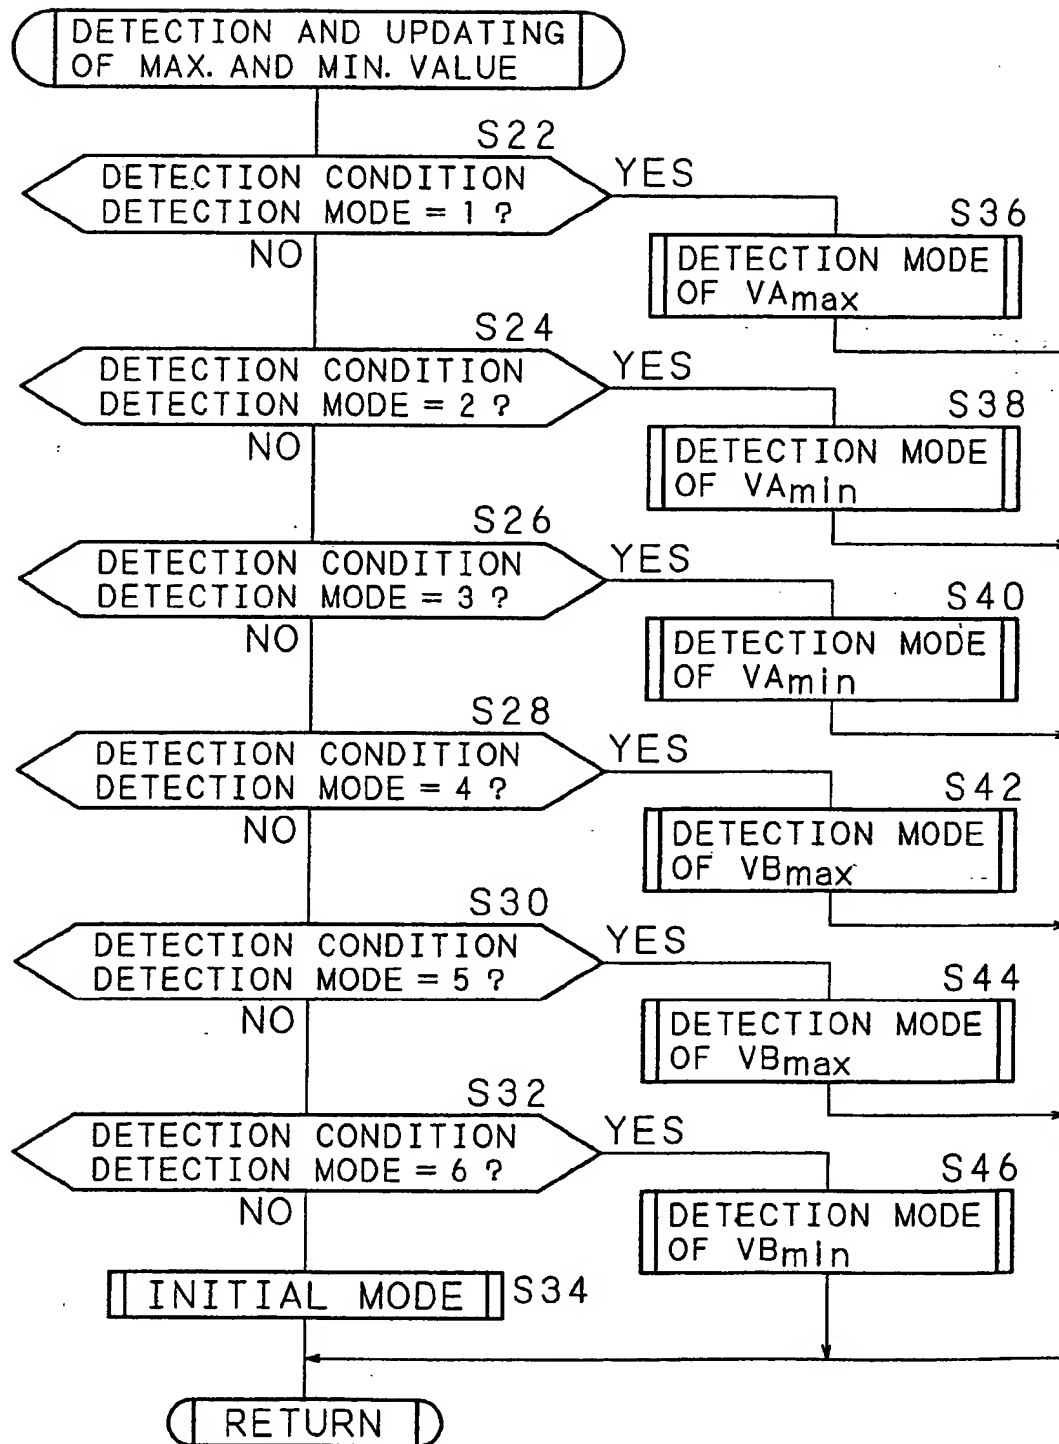 DETECTION AND UPDATING
OF MAX. AND MIN. VALUE
S22
DETECTION CONDITION
DETECTION MODE = 1 ?
YES
NO
S36
DETECTION MODE
OF VAmax
S24
DETECTION CONDITION
DETECTION MODE = 2 ?
YES
NO
S38
DETECTION MODE
OF VAmin
S26
DETECTION CONDITION
DETECTION MODE = 3 ?
YES
NO
S40
DETECTION MODE
OF VAmin
S28
DETECTION CONDITION
DETECTION MODE = 4 ?
YES
NO
S42
DETECTION MODE
OF VBmax
S30
DETECTION CONDITION
DETECTION MODE = 5 ?
YES
NO
S44
DETECTION MODE
OF VBmax
S32
DETECTION CONDITION
DETECTION MODE = 6 ?
YES
NO
S46
DETECTION MODE
OF VBmin
INITIAL MODE
S34
RETURN